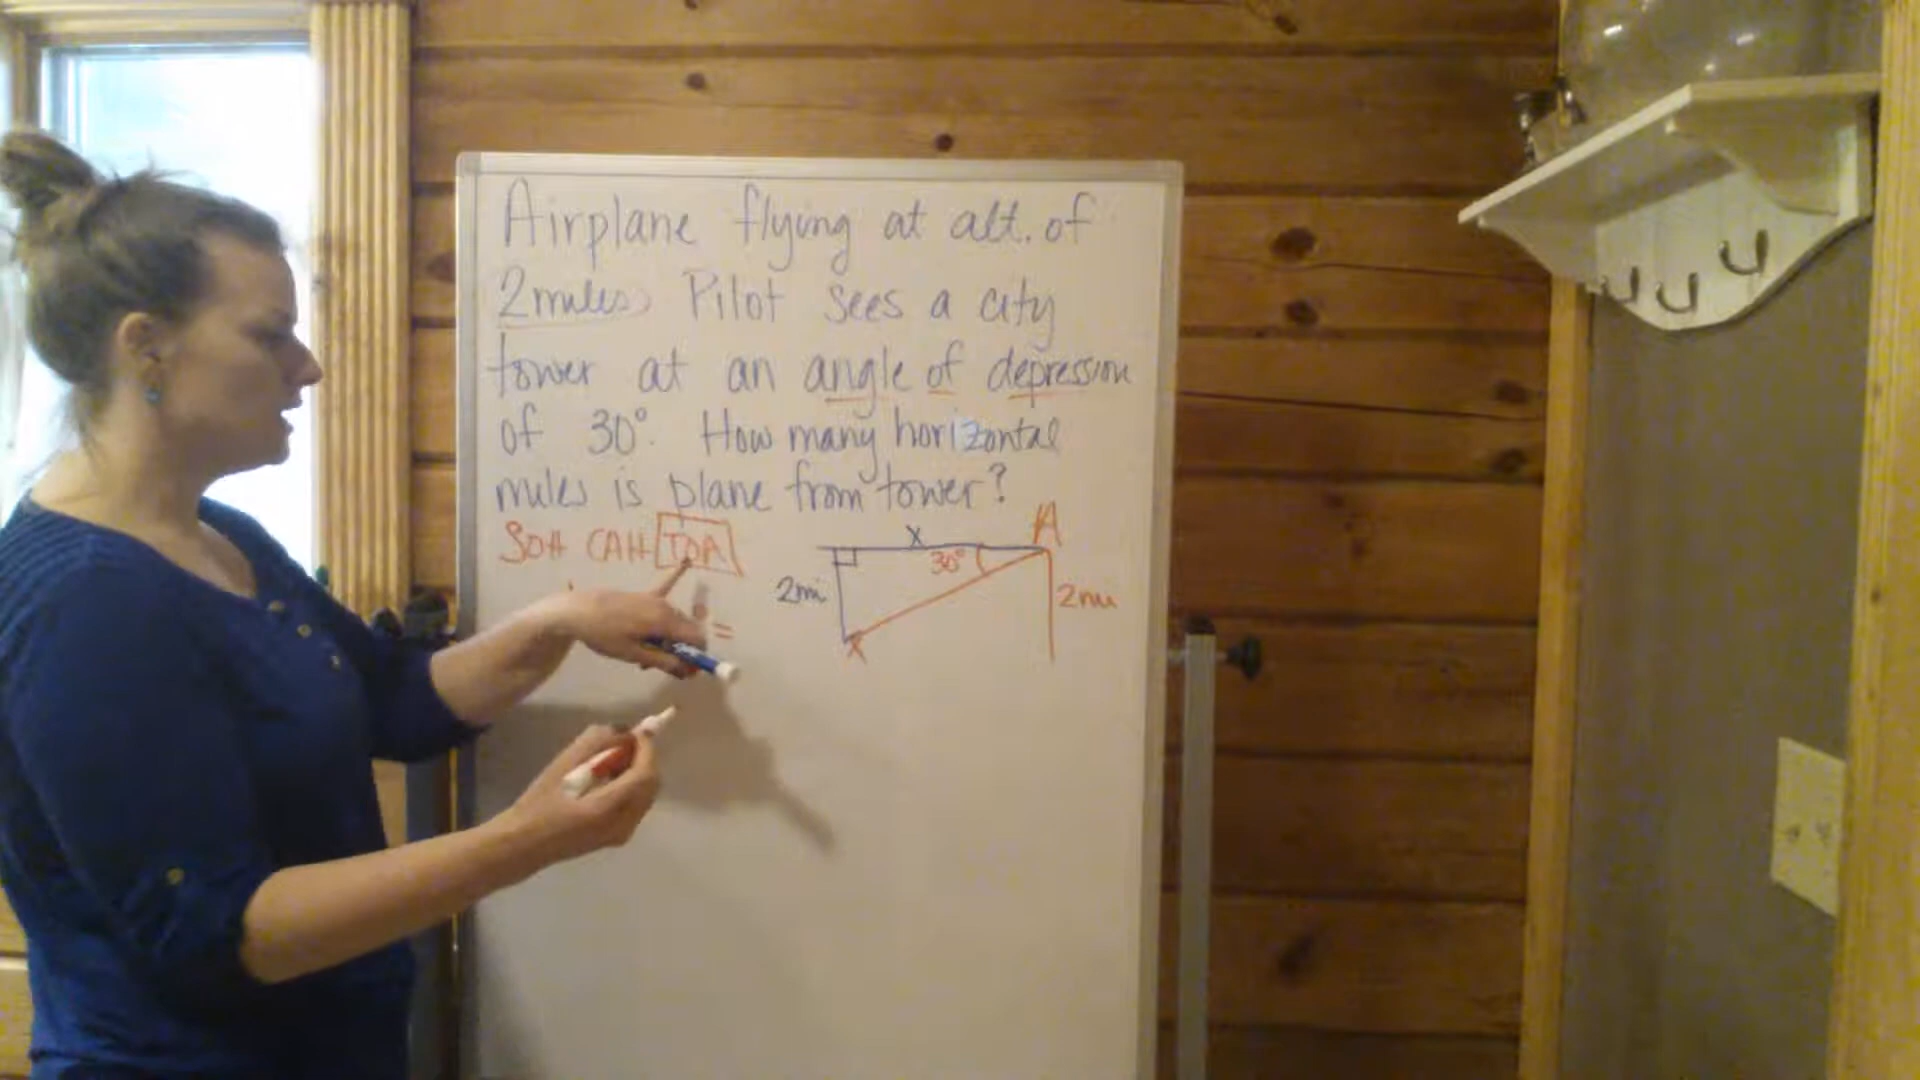 Airplane flying at alt. of
2miles. Pilot sees a city
tower at an angle of depression
of 30°. How many horizontal
miles is plane from tower?
SOH CAH TOA
x
A
30°
2mi
2mi
=